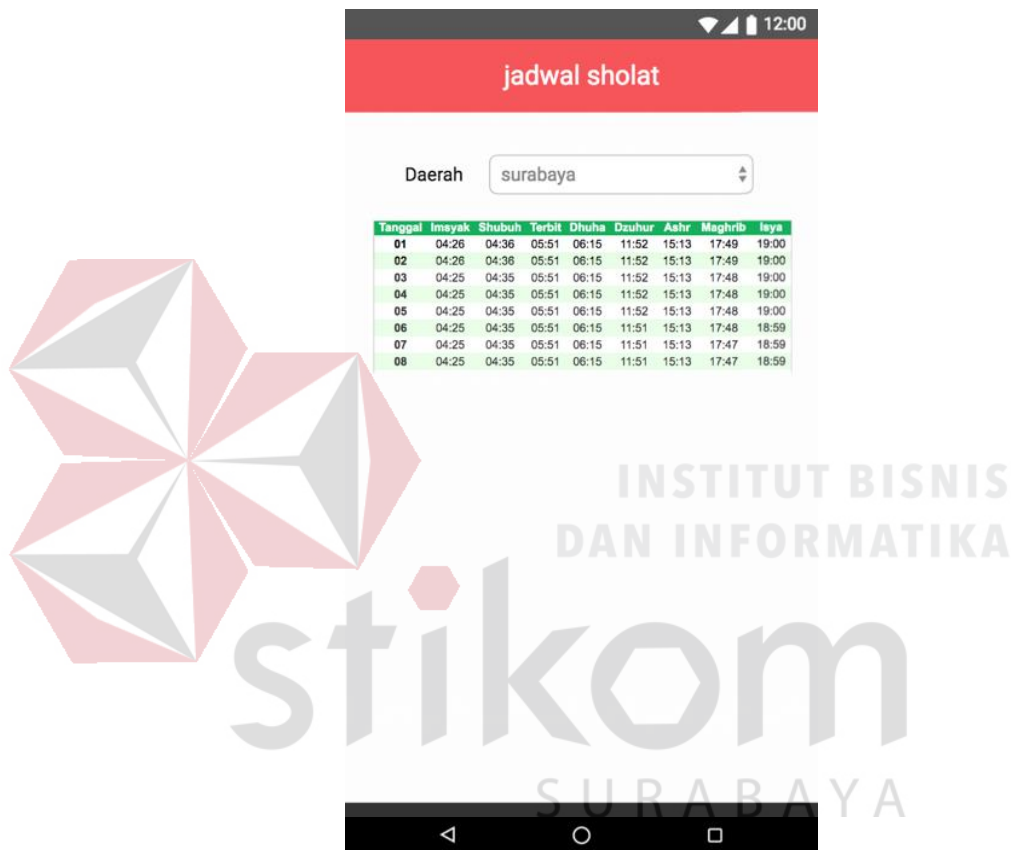 12:00
jadwal sholat
Daerah surabaya
Tanggal Imsyak Shubuh Terbit Dhuha Dzuhur Ashr Maghrib Isya
01 04:26 04:36 05:51 06:15 11:52 15:13 17:49 19:00
02 04:26 04:36 05:51 06:15 11:52 15:13 17:49 19:00
03 04:25 04:35 05:51 06:15 11:52 15:13 17:48 19:00
04 04:25 04:35 05:51 06:15 11:52 15:13 17:48 19:00
05 04:25 04:35 05:51 06:15 11:52 15:13 17:48 19:00
06 04:25 04:35 05:51 06:15 11:51 15:13 17:48 18:59
07 04:25 04:35 05:51 06:15 11:51 15:13 17:47 18:59
08 04:25 04:35 05:51 06:15 11:51 15:13 17:47 18:59
INSTITUT BISNIS
DAN INFORMATIKA
stikom
SURABAYA